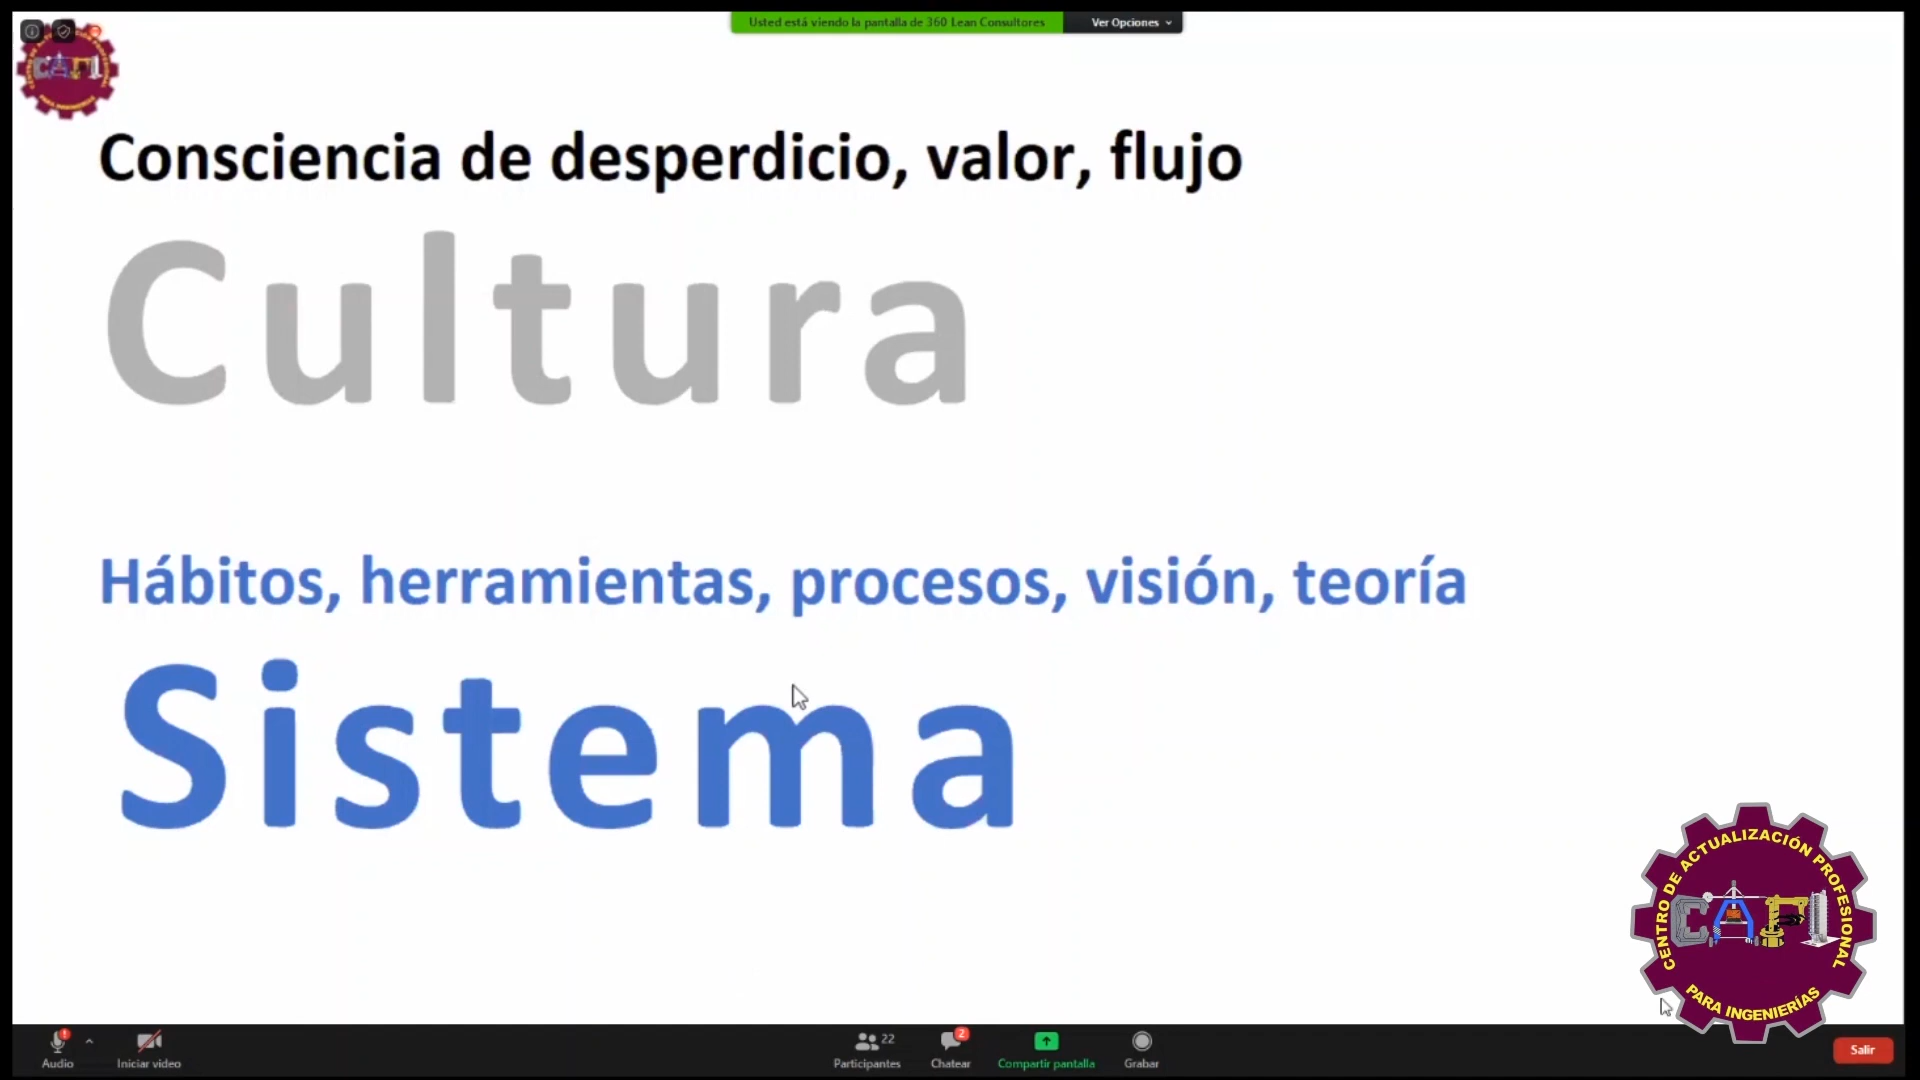 Usted está viendo la pantalla de 360 Lean Consultores
Ver Opciones
Consciencia de desperdicio, valor, flujo
Cultura
Hábitos, herramientas, procesos, visión, teoría
Sistema
CENTRO DE ACTUALIZACIÓN PROFESIONAL
CAPI
PARA INGENIERÍAS
Audio
Iniciar video
Participantes
22
Chatear
2
Compartir pantalla
Grabar
Salir